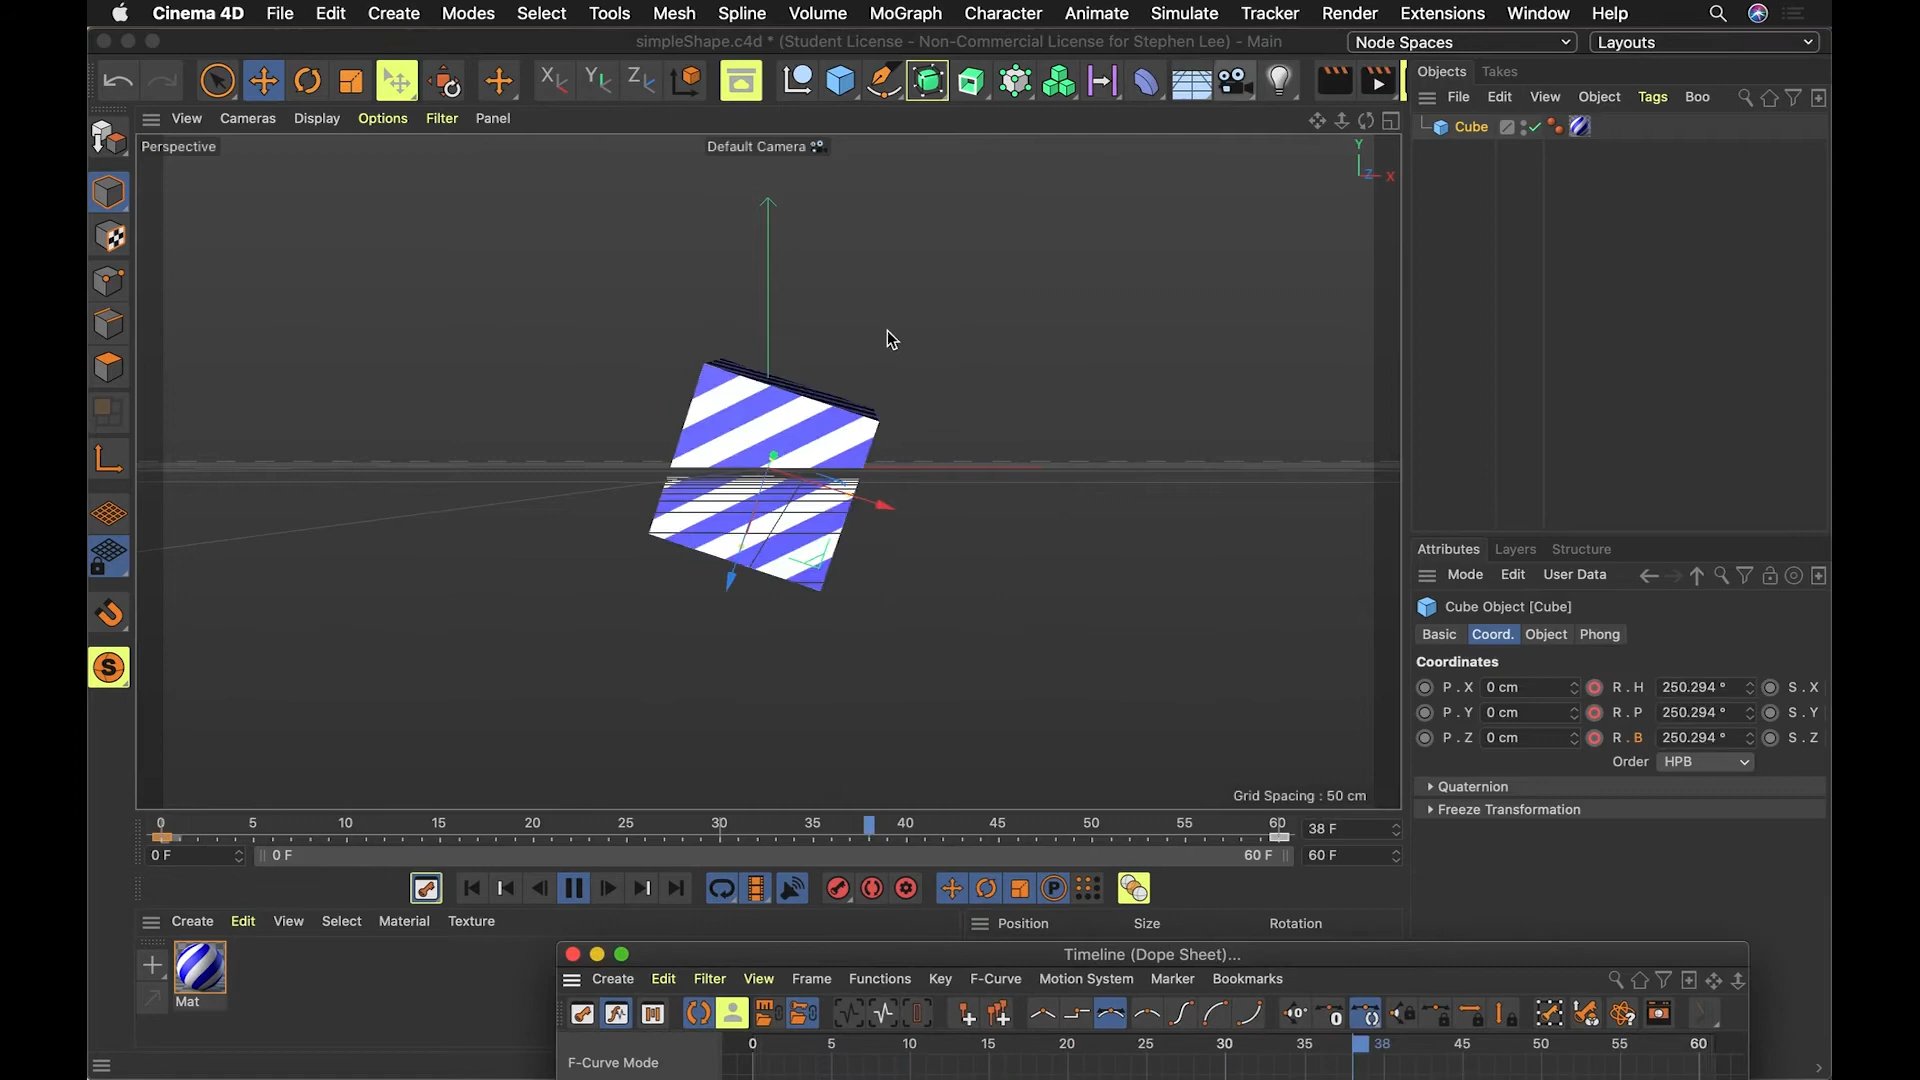 Cinema 4D File Edit Create Modes Select Tools Mesh Spline Volume MoGraph Character Animate Simulate Tracker Render Extensions Window Help
simpleShape.c4d * (Student License - Non-Commercial License for Stephen Lee) - Main
Node Spaces
Layouts
X Y Z
Objects Takes
File Edit View Object Tags Boo
Cube
View Cameras Display Options Filter Panel
Perspective
Default Camera
Y
Z X
S
Grid Spacing : 50 cm
Attributes Layers Structure
Mode Edit User Data
Cube Object [Cube]
Basic Coord. Object Phong
Coordinates
P . X 0 cm R . H 250.294 ° S . X
P . Y 0 cm R . P 250.294 ° S . Y
P . Z 0 cm R . B 250.294 ° S . Z
Order HPB
Quaternion
Freeze Transformation
0 5 10 15 20 25 30 35 40 45 50 55 60
38 F
0 F 0 F 60 F 60 F
P
Create Edit View Select Material Texture
Position Size Rotation
Mat
Timeline (Dope Sheet)...
Create Edit Filter View Frame Functions Key F-Curve Motion System Marker Bookmarks
0 5 10 15 20 25 30 35 38 45 50 55 60
F-Curve Mode